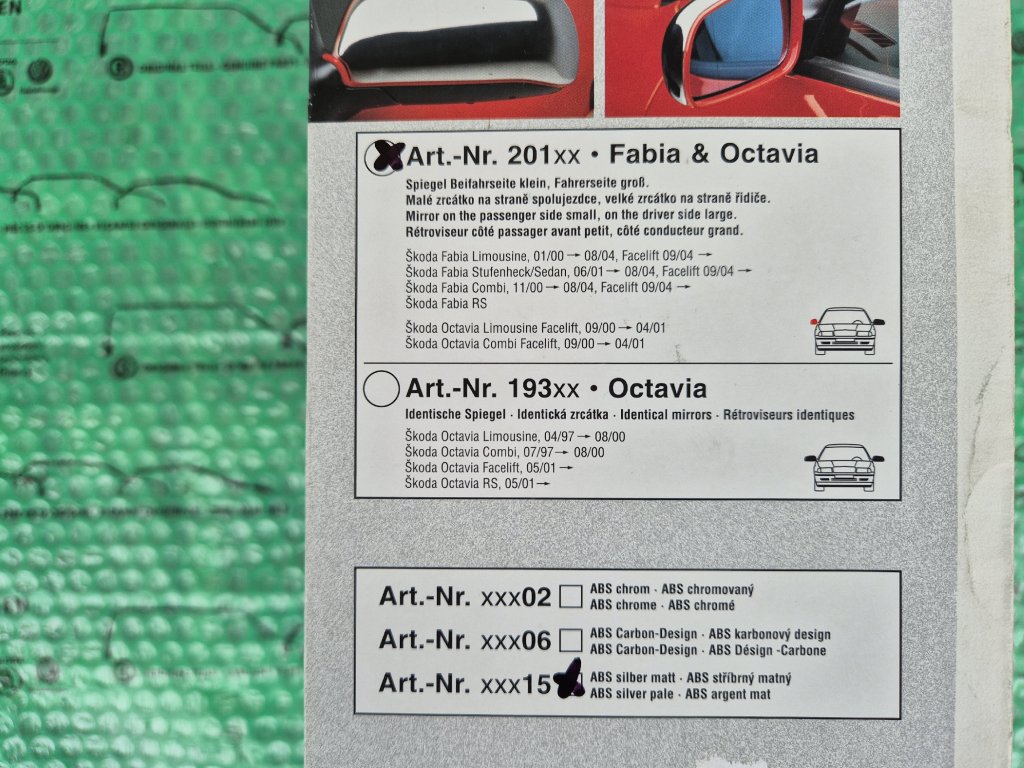 Art.-Nr. 201xx • Fabia & Octavia
Spiegel Beifahrseite klein, Fahrerseite groß.
Malé zrcátko na straně spolujezdce, velké zrcátko na straně řidiče.
Mirror on the passenger side small, on the driver side large.
Rétroviseur côté passager avant petit, côté conducteur grand.
Škoda Fabia Limousine, 01/00 → 08/04, Facelift 09/04 →
Škoda Fabia Stufenheck/Sedan, 06/01 → 08/04, Facelift 09/04 →
Škoda Fabia Combi, 11/00 → 08/04, Facelift 09/04 →
Škoda Fabia RS
Škoda Octavia Limousine Facelift, 09/00 → 04/01
Škoda Octavia Combi Facelift, 09/00 → 04/01
Art.-Nr. 193xx • Octavia
Identische Spiegel · Identická zrcátka · Identical mirrors · Rétroviseurs identiques
Škoda Octavia Limousine, 04/97 → 08/00
Škoda Octavia Combi, 07/97 → 08/00
Škoda Octavia Facelift, 05/01 →
Škoda Octavia RS, 05/01 →
Art.-Nr. xxx02 ABS chrom · ABS chromovaný
ABS chrome · ABS chromé
Art.-Nr. xxx06 ABS Carbon-Design · ABS karbonový design
ABS Carbon-Design · ABS Désign -Carbone
Art.-Nr. xxx15 ABS silber matt · ABS stříbrný matný
ABS silver pale · ABS argent mat